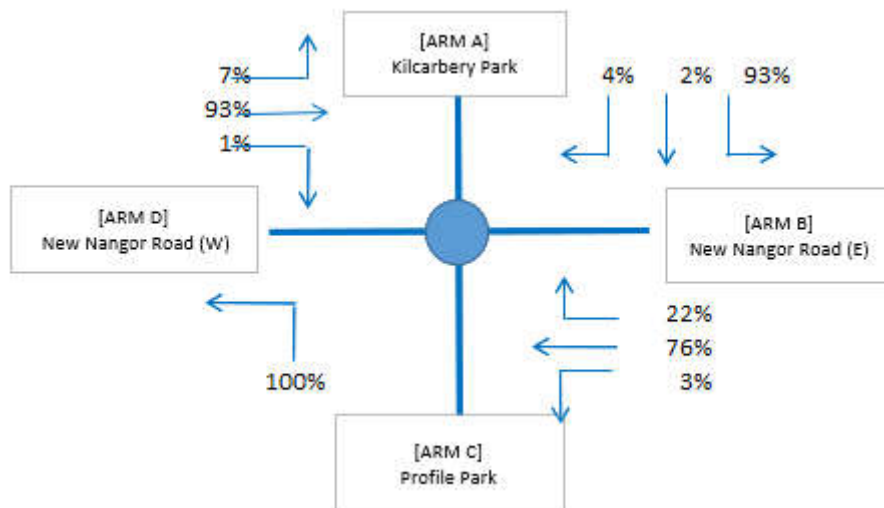 [ARM A]
Kilcarbery Park
7%
93%
1%
4% 2% 93%
[ARM D]
New Nangor Road (W)
[ARM B]
New Nangor Road (E)
22%
76%
3%
100%
[ARM C]
Profile Park